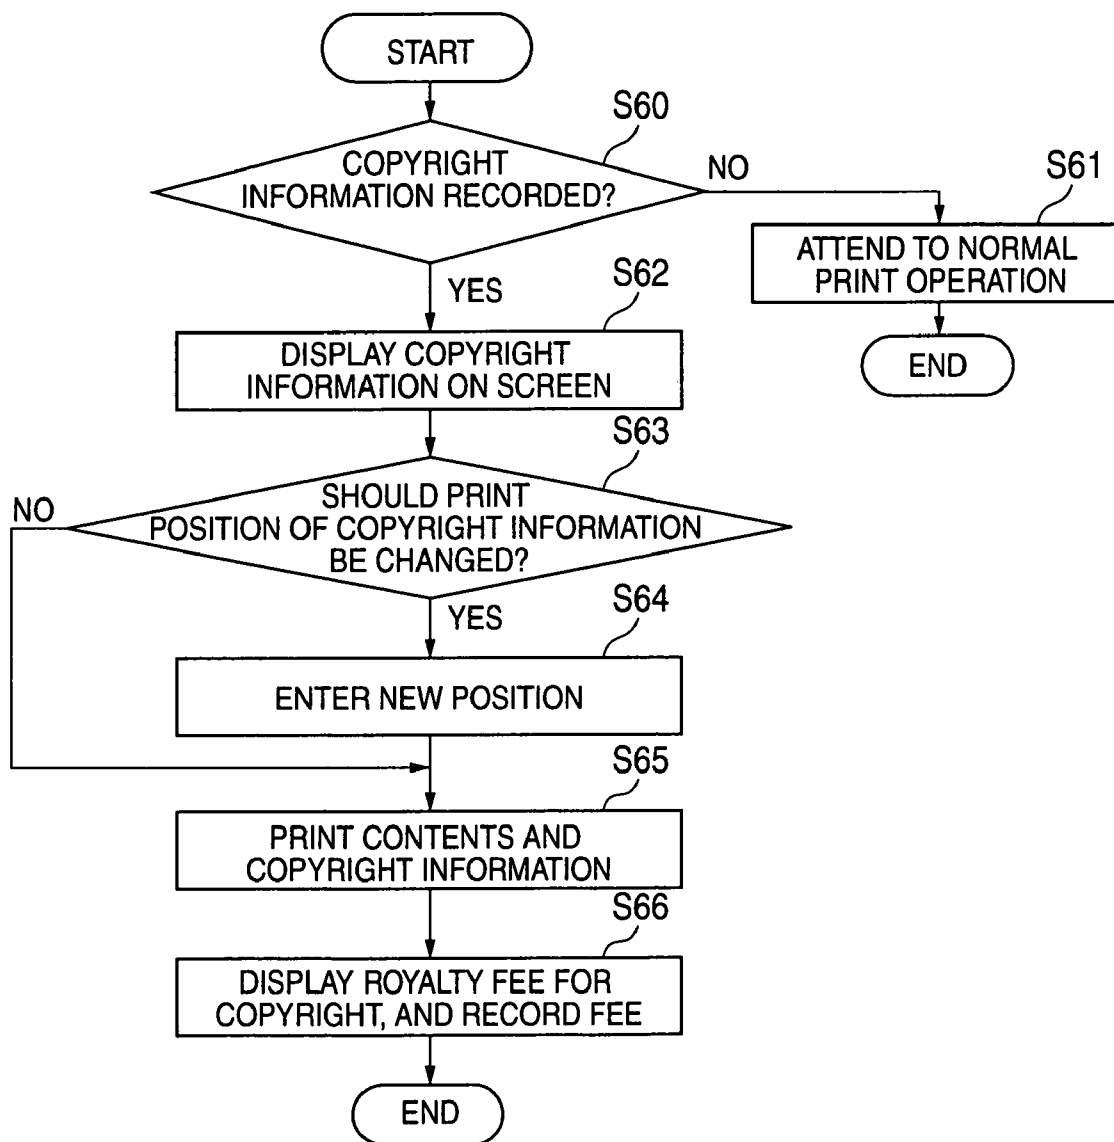 START
S60
COPYRIGHT
INFORMATION RECORDED?
NO
S61
ATTEND TO NORMAL
PRINT OPERATION
END
YES
S62
DISPLAY COPYRIGHT
INFORMATION ON SCREEN
S63
NO
SHOULD PRINT
POSITION OF COPYRIGHT INFORMATION
BE CHANGED?
YES
S64
ENTER NEW POSITION
S65
PRINT CONTENTS AND
COPYRIGHT INFORMATION
S66
DISPLAY ROYALTY FEE FOR
COPYRIGHT, AND RECORD FEE
END